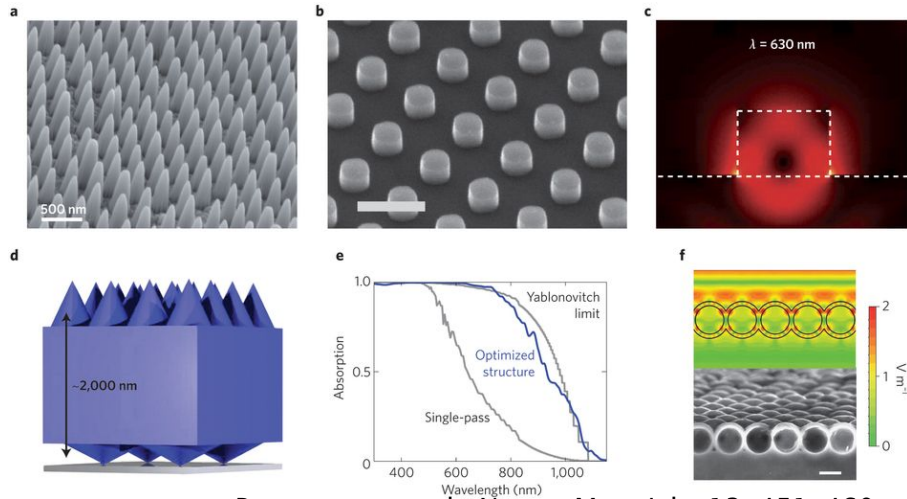 a
b
c
500 nm
λ = 630 nm
d
e
f
~2,000 nm
1.0
0.5
0
Absorption
Yablonovitch
limit
Optimized
structure
Single-pass
400
600
800
1,000
Wavelength (nm)
2
1
0
V m⁻¹